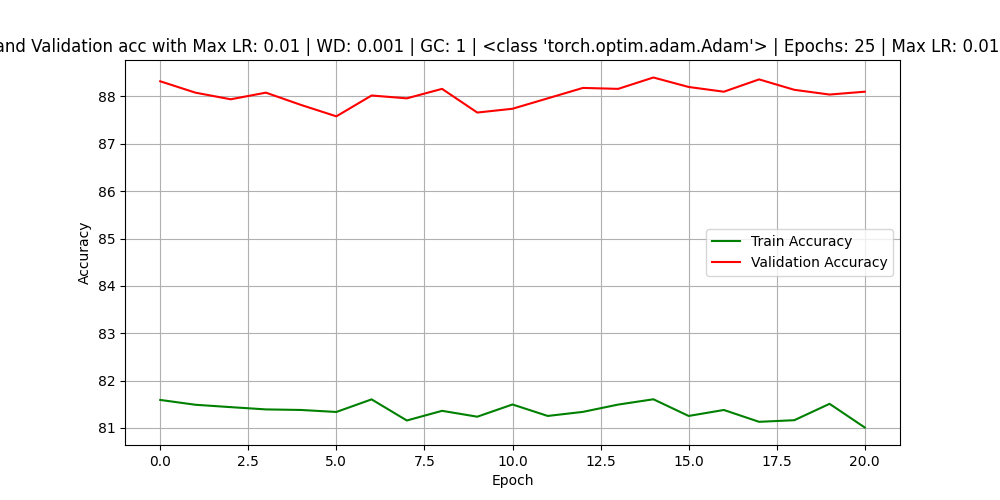 and Validation acc with Max LR: 0.01 | WD: 0.001 | GC: 1 | <class 'torch.optim.adam.Adam'> | Epochs: 25 | Max LR: 0.01
88
87
86
85
84
83
82
81
Accuracy
Train Accuracy
Validation Accuracy
0.0 2.5 5.0 7.5 10.0 12.5 15.0 17.5 20.0
Epoch